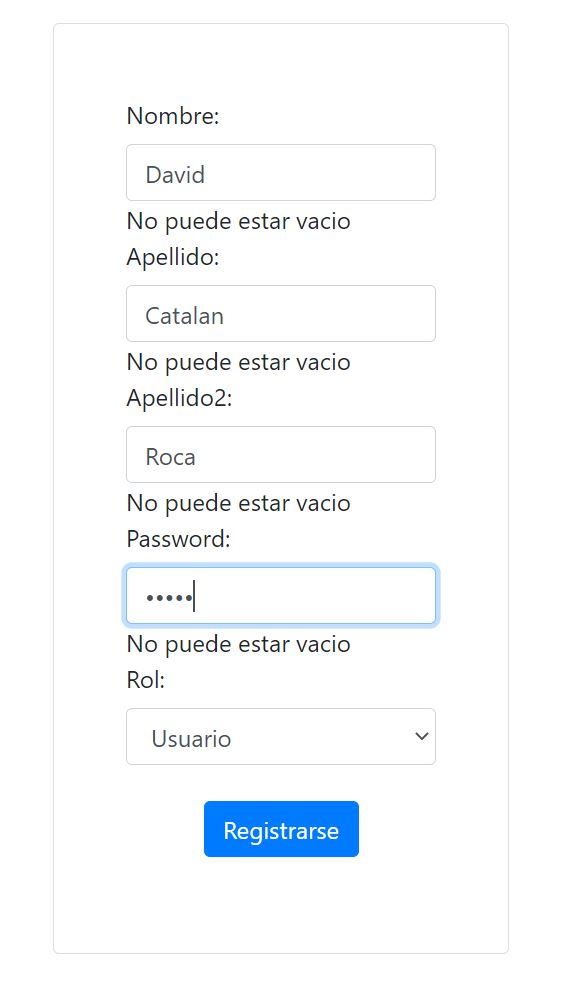 Nombre:
David
No puede estar vacio
Apellido:
Catalan
No puede estar vacio
Apellido2:
Roca
No puede estar vacio
Password:
•••••
No puede estar vacio
Rol:
Usuario
Registrarse